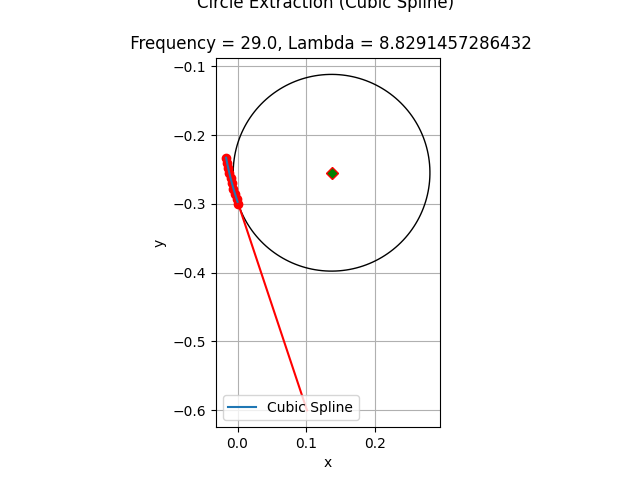 Circle Extraction (Cubic Spline)
Frequency = 29.0, Lambda = 8.8291457286432
−0.1
−0.2
−0.3
−0.4
−0.5
−0.6
y
Cubic Spline
0.0 0.1 0.2
x